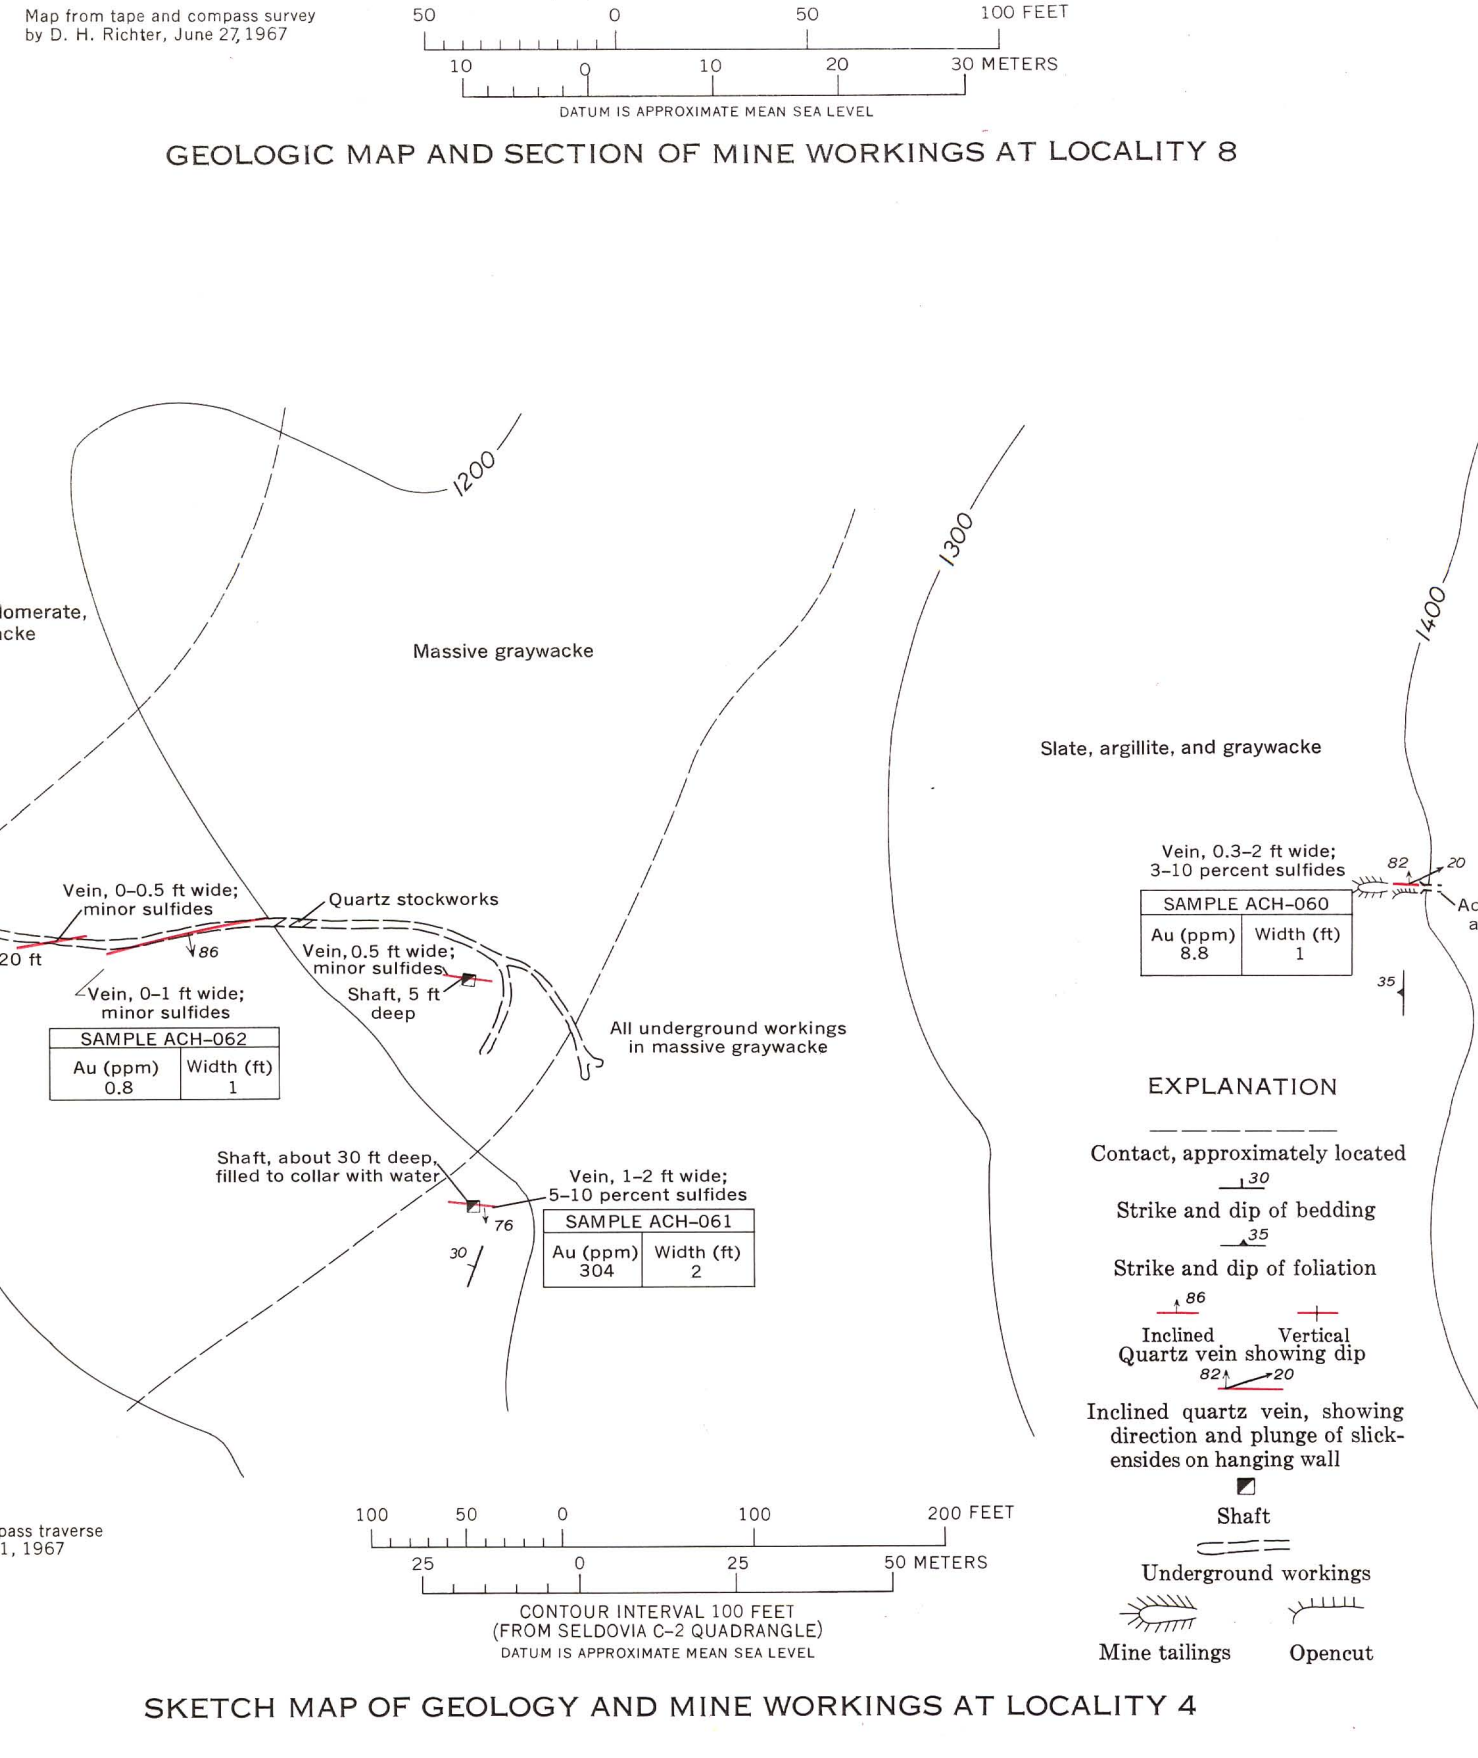 Map from tape and compass survey
by D. H. Richter, June 27, 1967
50 0 50 100 FEET
10 0 10 20 30 METERS
DATUM IS APPROXIMATE MEAN SEA LEVEL
GEOLOGIC MAP AND SECTION OF MINE WORKINGS AT LOCALITY 8
1200
1300
1400
lomerate,
acke
Massive graywacke
Slate, argillite, and graywacke
Vein, 0.3–2 ft wide;
3–10 percent sulfides
82
20
SAMPLE ACH-060
Au (ppm) Width (ft)
8.8 1
35
Ad
a
Vein, 0–0.5 ft wide;
minor sulfides
20 ft
86
Quartz stockworks
Vein, 0.5 ft wide;
minor sulfides
Shaft, 5 ft
deep
Vein, 0–1 ft wide;
minor sulfides
SAMPLE ACH-062
Au (ppm) Width (ft)
0.8 1
All underground workings
in massive graywacke
Shaft, about 30 ft deep,
filled to collar with water
Vein, 1–2 ft wide;
5–10 percent sulfides
76
30
SAMPLE ACH-061
Au (ppm) Width (ft)
304 2
EXPLANATION
Contact, approximately located
30
Strike and dip of bedding
35
Strike and dip of foliation
86
Inclined Vertical
Quartz vein showing dip
82 20
Inclined quartz vein, showing
direction and plunge of slick-
ensides on hanging wall
Shaft
Underground workings
Mine tailings Opencut
pass traverse
1, 1967
100 50 0 100 200 FEET
25 0 25 50 METERS
CONTOUR INTERVAL 100 FEET
(FROM SELDOVIA C-2 QUADRANGLE)
DATUM IS APPROXIMATE MEAN SEA LEVEL
SKETCH MAP OF GEOLOGY AND MINE WORKINGS AT LOCALITY 4